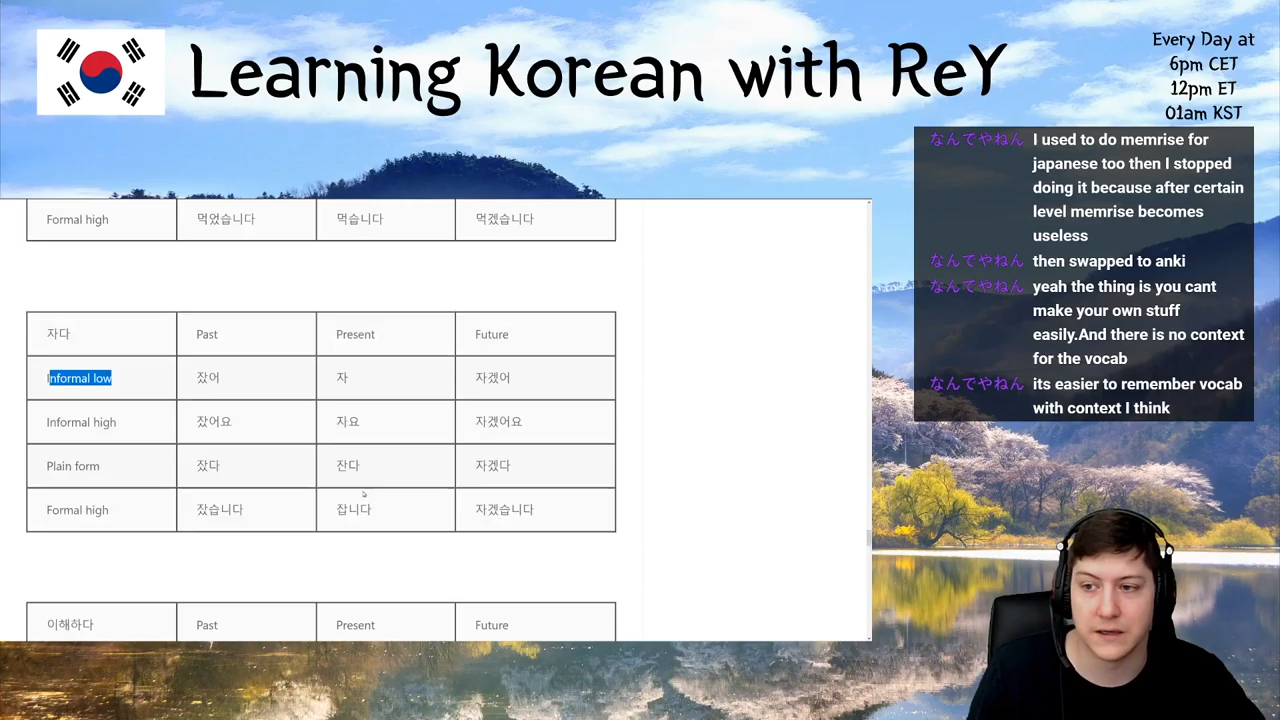 Learning Korean with ReY
Every Day at
6pm CET
12pm ET
01am KST
なんでやねん I used to do memrise for
japanese too then I stopped
doing it because after certain
level memrise becomes
useless
なんでやねん then swapped to anki
なんでやねん yeah the thing is you cant
make your own stuff
easily.And there is no context
for the vocab
なんでやねん its easier to remember vocab
with context I think
Formal high 먹었습니다 먹습니다 먹겠습니다
자다 Past Present Future
Informal low 잤어 자 자겠어
Informal high 잤어요 자요 자겠어요
Plain form 잤다 잔다 자겠다
Formal high 잤습니다 잡니다 자겠습니다
이해하다 Past Present Future